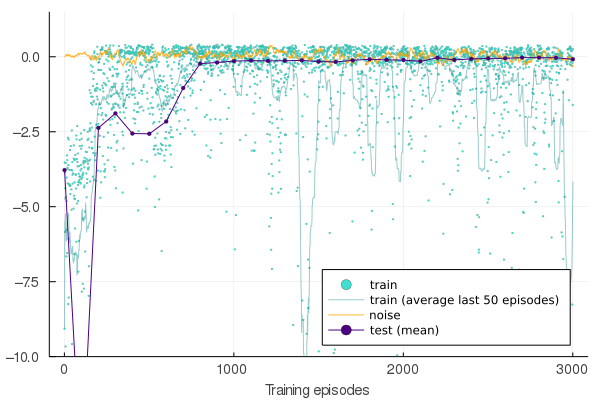 0.0
−2.5
−5.0
−7.5
−10.0
0
1000
2000
3000
Training episodes
train
train (average last 50 episodes)
noise
test (mean)